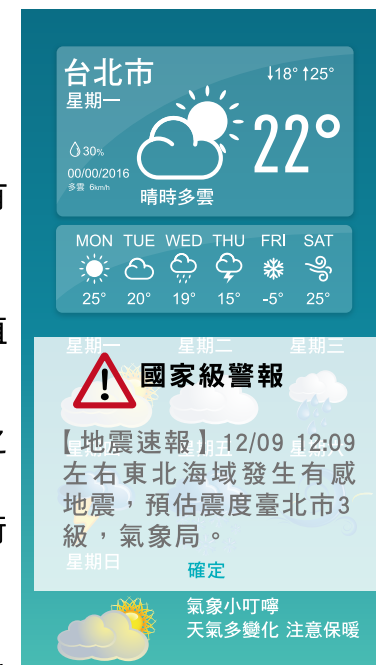 台北市
星期一
↓18° ↑25°
22°
30%
00/00/2016
多雲 6km/h
晴時多雲
MON TUE WED THU FRI SAT
25° 20° 19° 15° -5° 25°
星期一 星期二 星期三
國家級警報
【地震速報】12/09 12:09
左右東北海域發生有感
地震，預估震度臺北市3
級，氣象局。
星期日
確定
氣象小叮嚀
天氣多變化 注意保暖